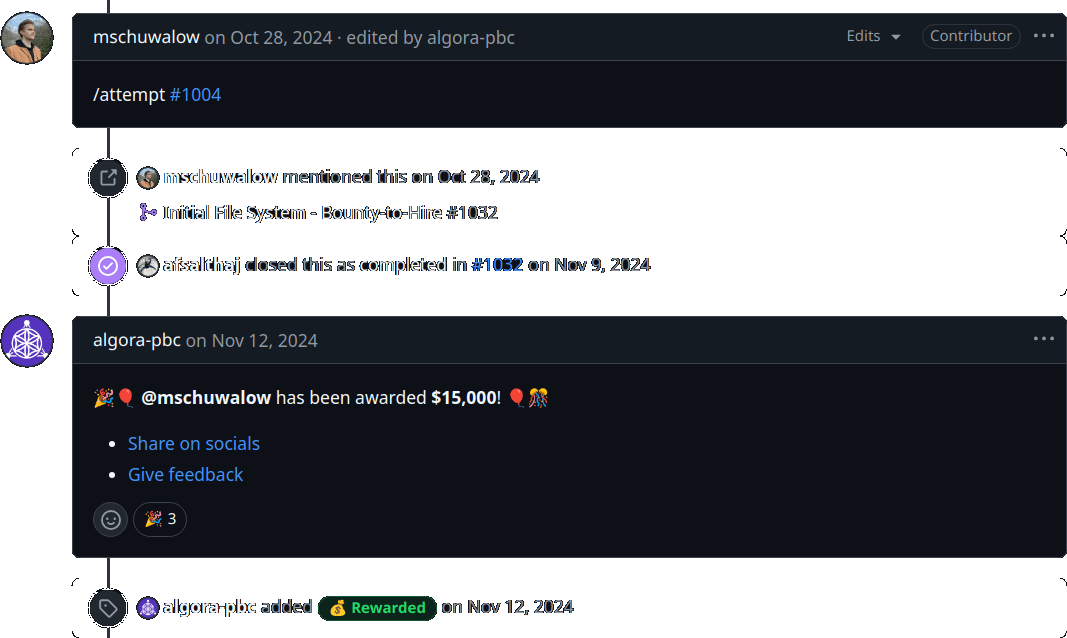 mschuwalow on Oct 28, 2024 · edited by algora-pbc Edits Contributor
/attempt #1004
mschuwalow mentioned this on Oct 28, 2024
Initial File System - Bounty-to-Hire #1032
afsalthaj closed this as completed in #1032 on Nov 9, 2024
algora-pbc on Nov 12, 2024
🎉🎈 @mschuwalow has been awarded $15,000! 🎈🎊
• Share on socials
• Give feedback
🎉 3
algora-pbc added 💰 Rewarded on Nov 12, 2024